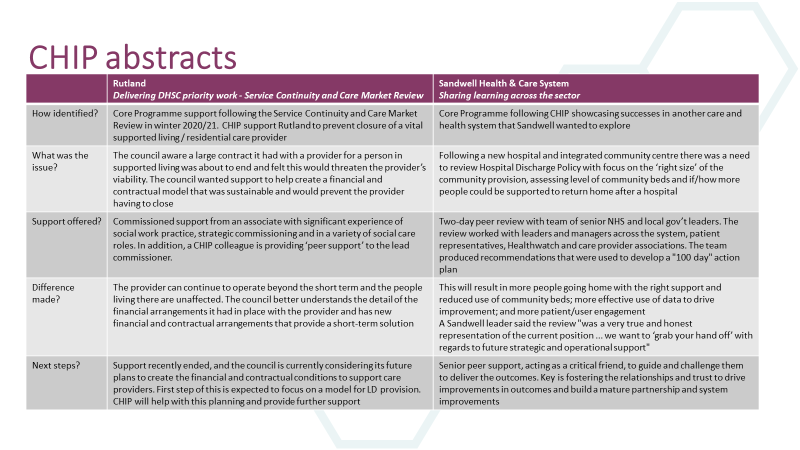 CHIP abstracts
Rutland
Delivering DHSC priority work - Service Continuity and Care Market Review
Sandwell Health & Care System
Sharing learning across the sector
How identified?
Core Programme support following the Service Continuity and Care Market
Review in winter 2020/21. CHIP support Rutland to prevent closure of a vital
supported living / residential care provider
Core Programme following CHIP showcasing successes in another care and
health system that Sandwell wanted to explore
What was the
issue?
The council aware a large contract it had with a provider for a person in
supported living was about to end and felt this would threaten the provider's
viability. The council wanted support to help create a financial and
contractual model that was sustainable and would prevent the provider
having to close
Following a new hospital and integrated community centre there was a need
to review Hospital Discharge Policy with focus on the 'right size' of the
community provision, assessing level of community beds and if/how more
people could be supported to return home after a hospital
Support offered?
Commissioned support from an associate with significant experience of
social work practice, strategic commissioning and in a variety of social care
roles. In addition, a CHIP colleague is providing 'peer support' to the lead
commissioner.
Two-day peer review with team of senior NHS and local gov't leaders. The
review worked with leaders and managers across the system, patient
representatives, Healthwatch and care provider associations. The team
produced recommendations that were used to develop a "100 day" action
plan
Difference
made?
The provider can continue to operate beyond the short term and the people
living there are unaffected. The council better understands the detail of the
financial arrangements it had in place with the provider and has new
financial and contractual arrangements that provide a short-term solution
This will result in more people going home with the right support and
reduced use of community beds; more effective use of data to drive
improvement; and more patient/user engagement
A Sandwell leader said the review "was a very true and honest
representation of the current position ... we want to 'grab your hand off' with
regards to future strategic and operational support"
Next steps?
Support recently ended, and the council is currently considering its future
plans to create the financial and contractual conditions to support care
providers. First step of this is expected to focus on a model for LD provision.
CHIP will help with this planning and provide further support
Senior peer support, acting as a critical friend, to guide and challenge them
to deliver the outcomes. Key is fostering the relationships and trust to drive
improvements in outcomes and build a mature partnership and system
improvements